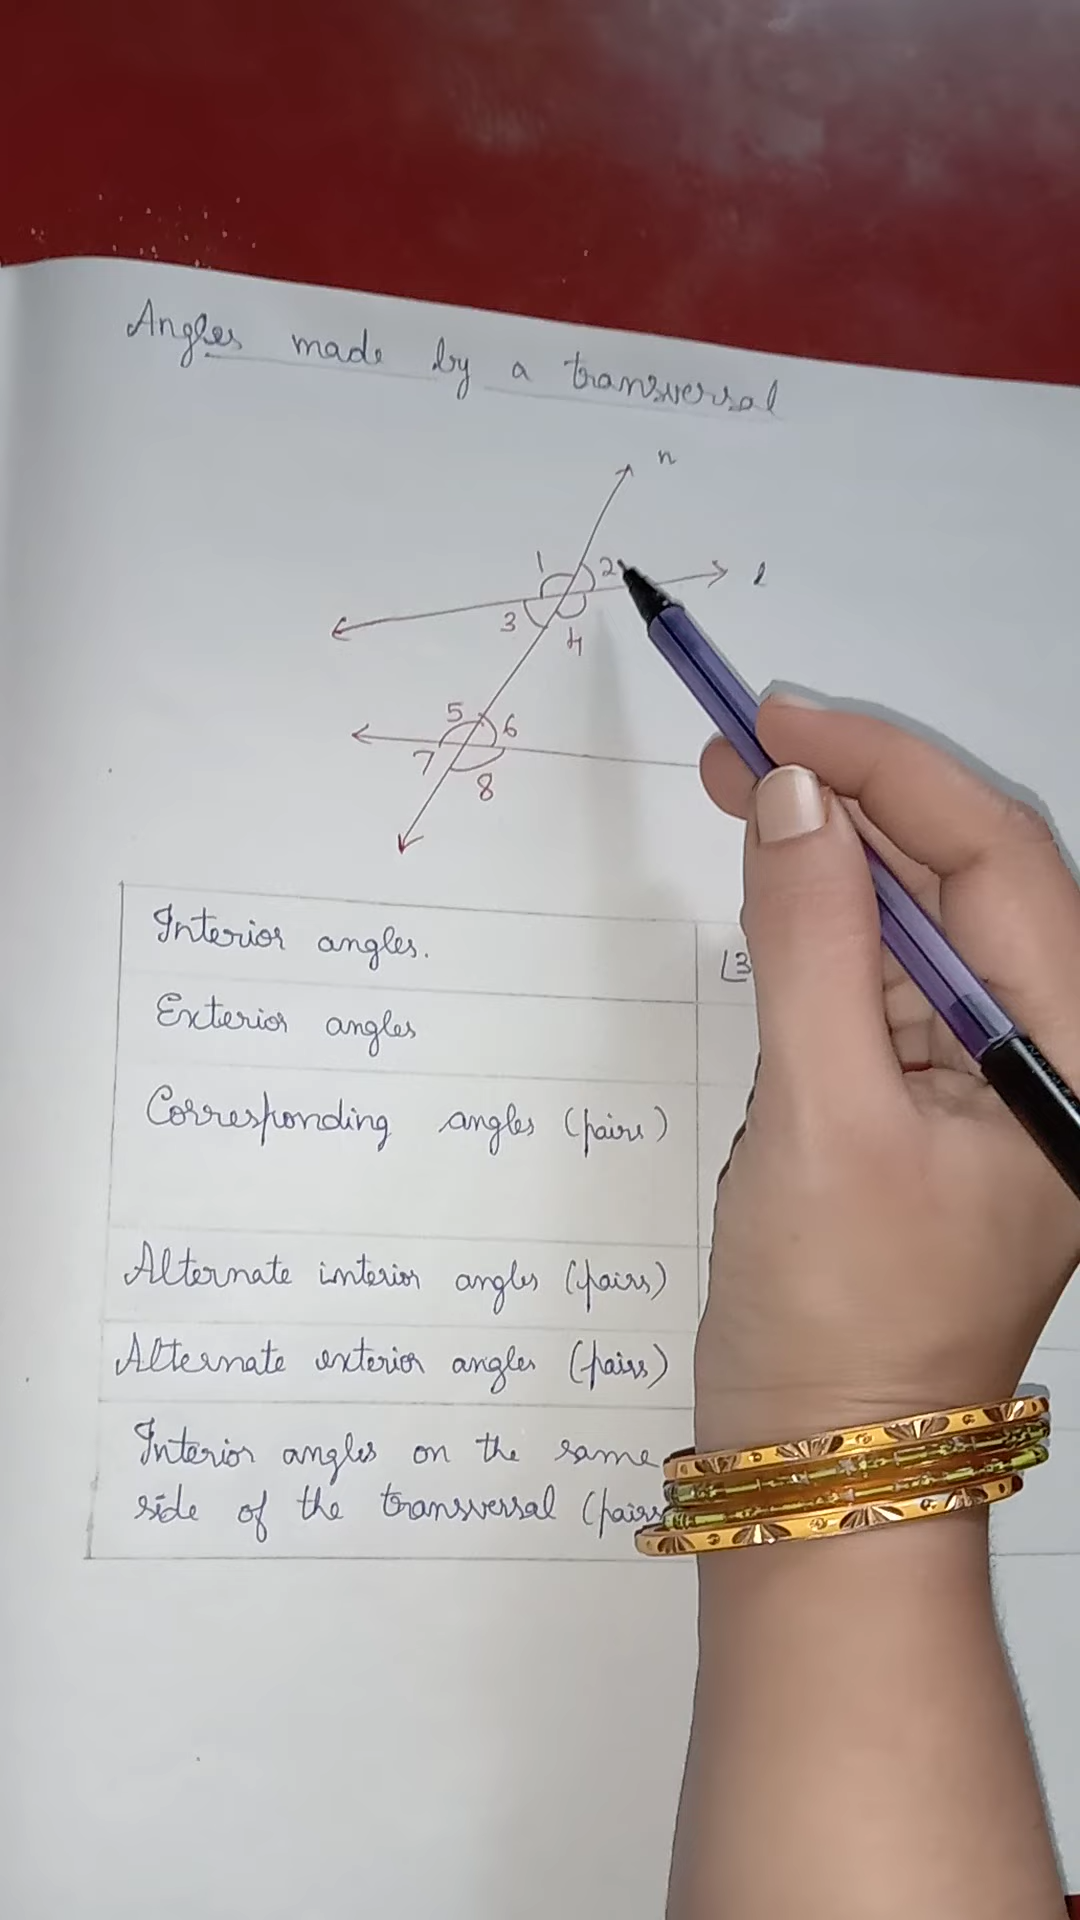 Angles made by a transversal
n
1 2 l
3 4
5 6
7 8
Interior angles. ∠3
Exterior angles
Corresponding angles (pairs)
Alternate interior angles (pairs)
Alternate exterior angles (pairs)
Interior angles on the same
side of the transversal (pairs